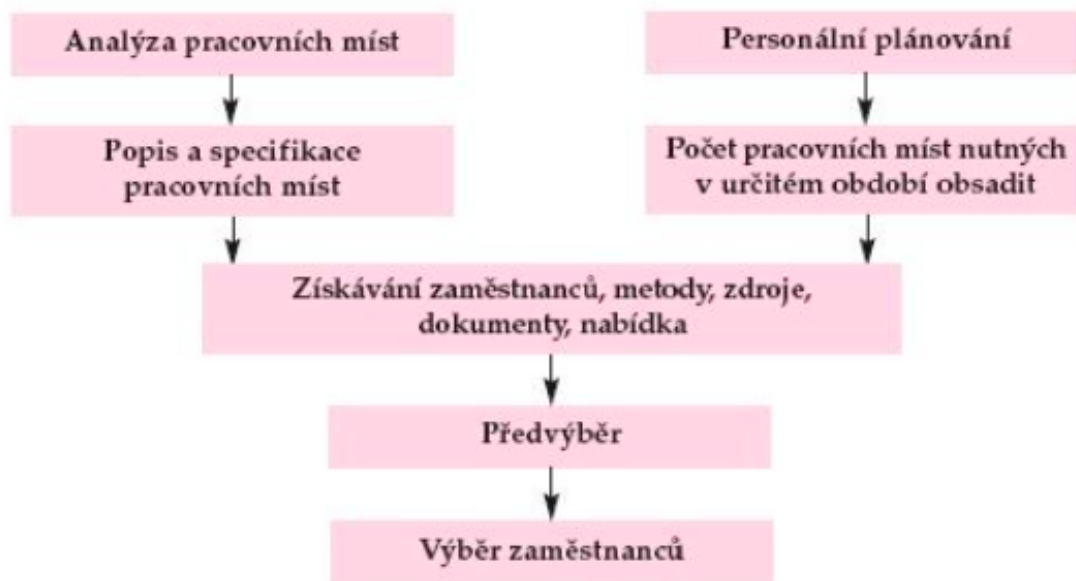 Analýza pracovních míst
Personální plánování
Popis a specifikace
pracovních míst
Počet pracovních míst nutných
v určitém období obsadit
Získávání zaměstnanců, metody, zdroje,
dokumenty, nabídka
Předvýběr
Výběr zaměstnanců